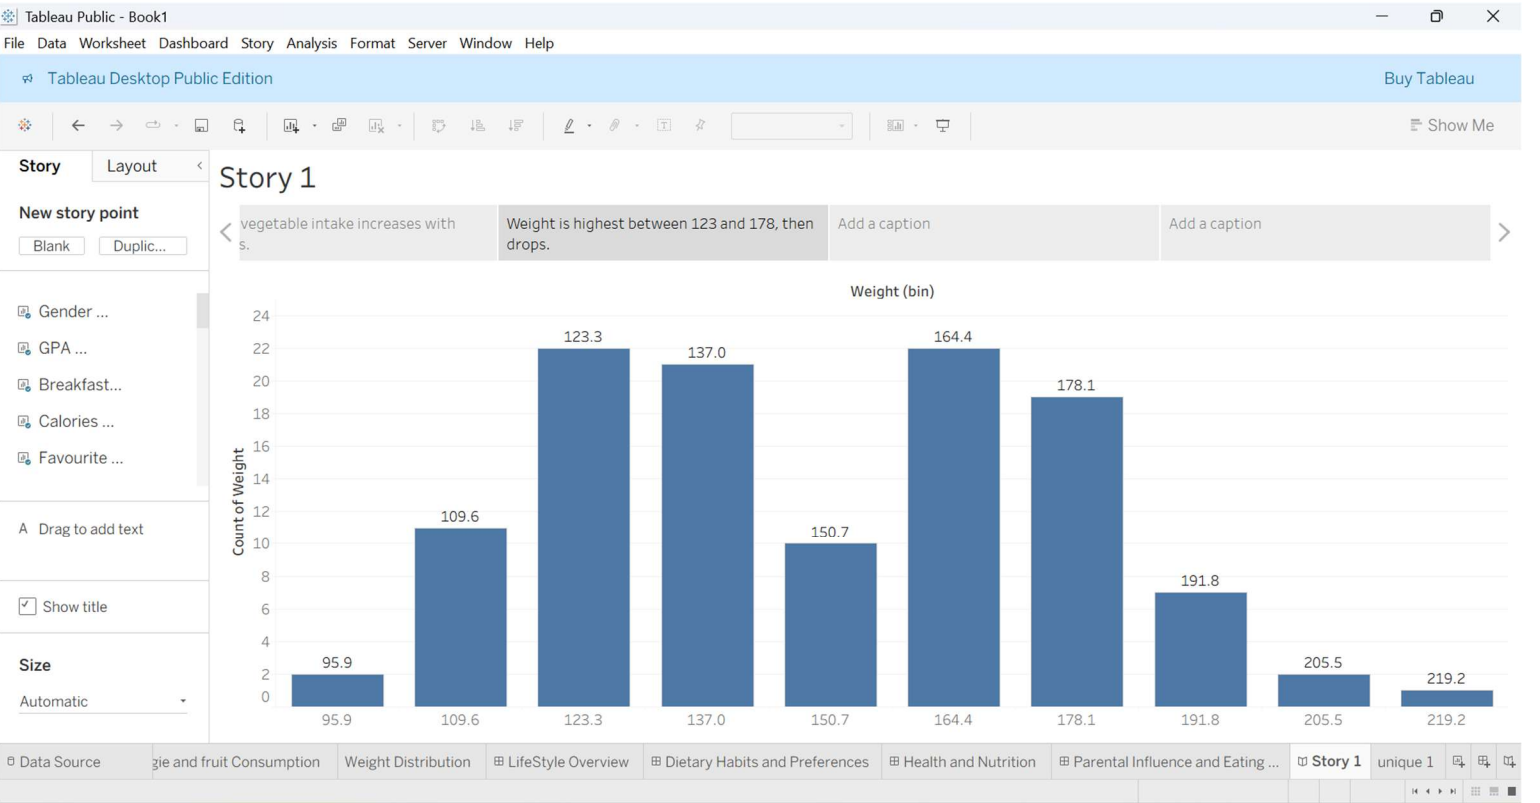 Tableau Public - Book1
File Data Worksheet Dashboard Story Analysis Format Server Window Help
Tableau Desktop Public Edition
Buy Tableau
Show Me
Story
Layout
New story point
Blank
Duplic...
Gender ...
GPA ...
Breakfast...
Calories ...
Favourite ...
A Drag to add text
Show title
Size
Automatic
Story 1
vegetable intake increases with
s.
Weight is highest between 123 and 178, then
drops.
Add a caption
Add a caption
Weight (bin)
Count of Weight
24
22
20
18
16
14
12
10
8
6
4
2
0
95.9
109.6
123.3
137.0
150.7
164.4
178.1
191.8
205.5
219.2
95.9 109.6 123.3 137.0 150.7 164.4 178.1 191.8 205.5 219.2
Data Source
gie and fruit Consumption
Weight Distribution
LifeStyle Overview
Dietary Habits and Preferences
Health and Nutrition
Parental Influence and Eating ...
Story 1
unique 1